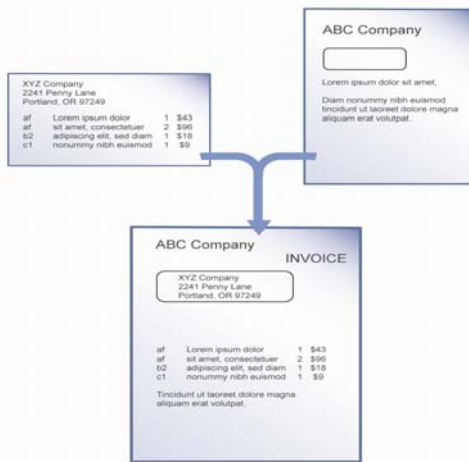 XYZ Company
2241 Penny Lane
Portland, OR 97249
af Lorem ipsum dolor 1 $43
af sit amet, consectetuer 2 $96
b2 adipiscing elit, sed diam 1 $18
c1 nonummy nibh euismod 1 $9
ABC Company
Lorem ipsum dolor sit amet,
Diam nonummy nibh euismod
tincidunt ut laoreet dolore magna
aliquam erat volutpat.
ABC Company
INVOICE
XYZ Company
2241 Penny Lane
Portland, OR 97249
af Lorem ipsum dolor 1 $43
af sit amet, consectetuer 2 $96
b2 adipiscing elit, sed diam 1 $18
c1 nonummy nibh euismod 1 $9
Tincidunt ut laoreet dolore magna
aliquam erat volutpat.